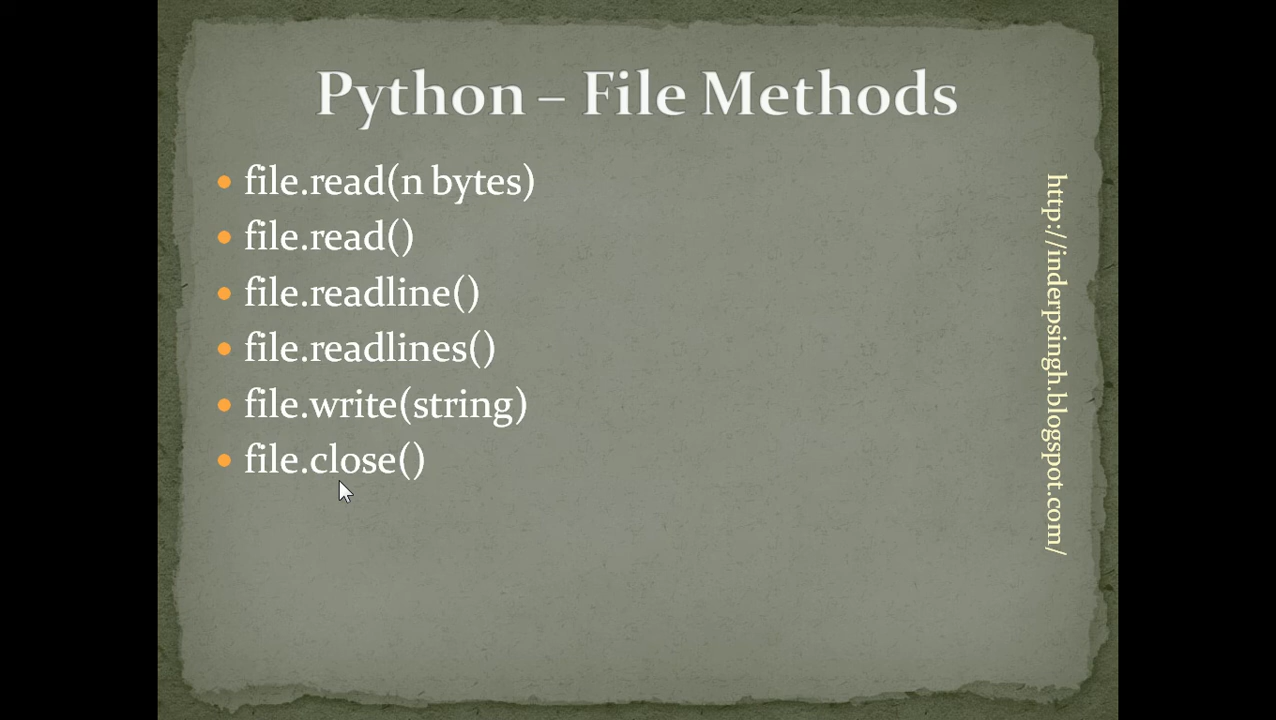 Python – File Methods
file.read(n bytes)
file.read()
file.readline()
file.readlines()
file.write(string)
file.close()
http://inderpsingh.blogspot.com/